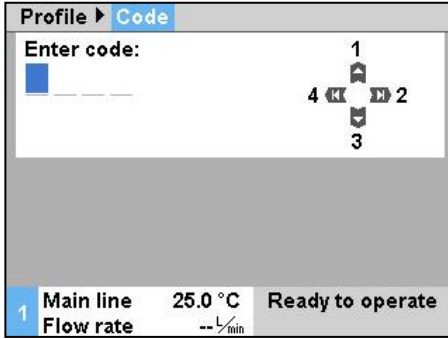 Profile ▶ Code
Enter code:
1
4 2
3
1 Main line 25.0 °C Ready to operate
Flow rate -- L/min